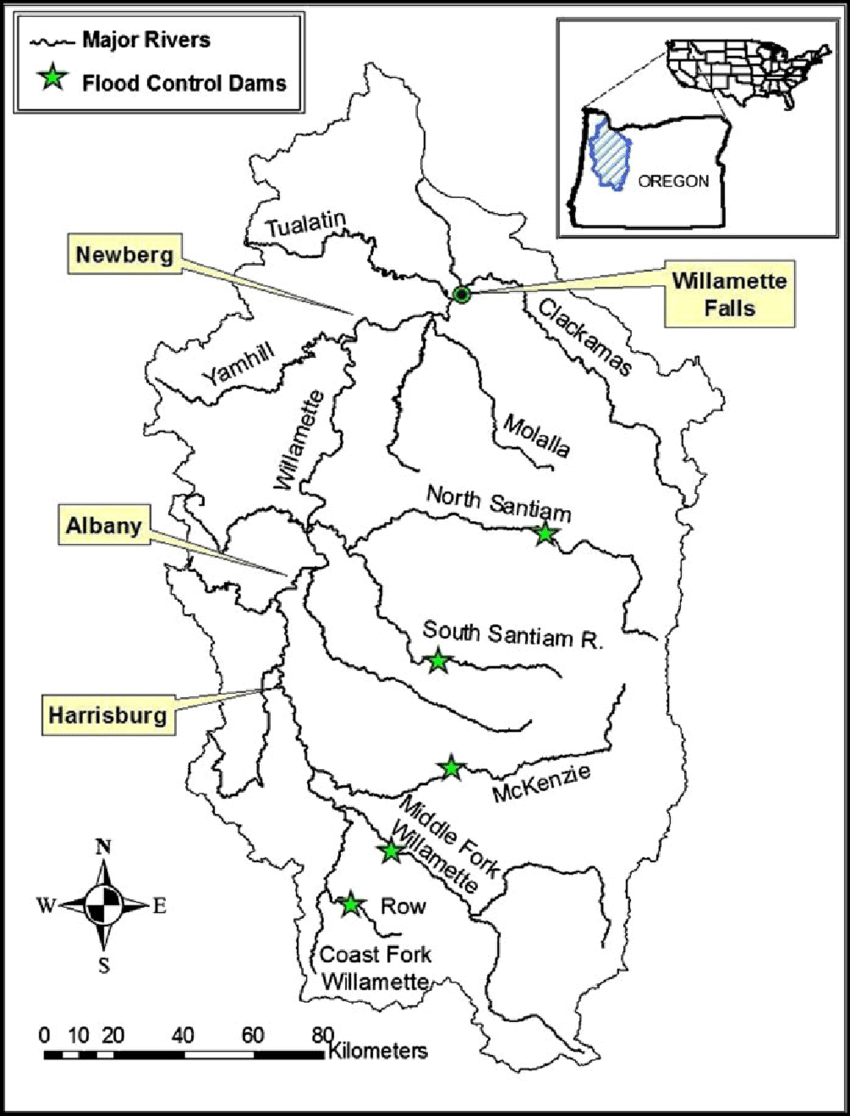 Major Rivers
Flood Control Dams
OREGON
Tualatin
Newberg
Willamette
Falls
Clackamas
Yamhill
Willamette
Molalla
North Santiam
Albany
South Santiam R.
Harrisburg
McKenzie
Middle Fork
Willamette
N
W
E
S
Row
Coast Fork
Willamette
0 10 20 40 60 80
Kilometers